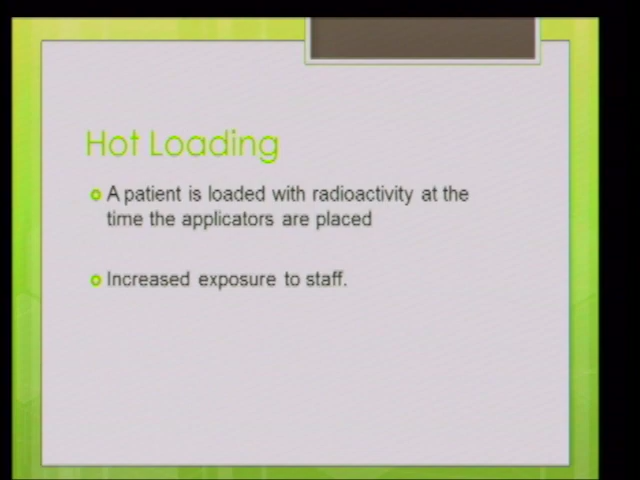 Hot Loading
A patient is loaded with radioactivity at the
time the applicators are placed
Increased exposure to staff.